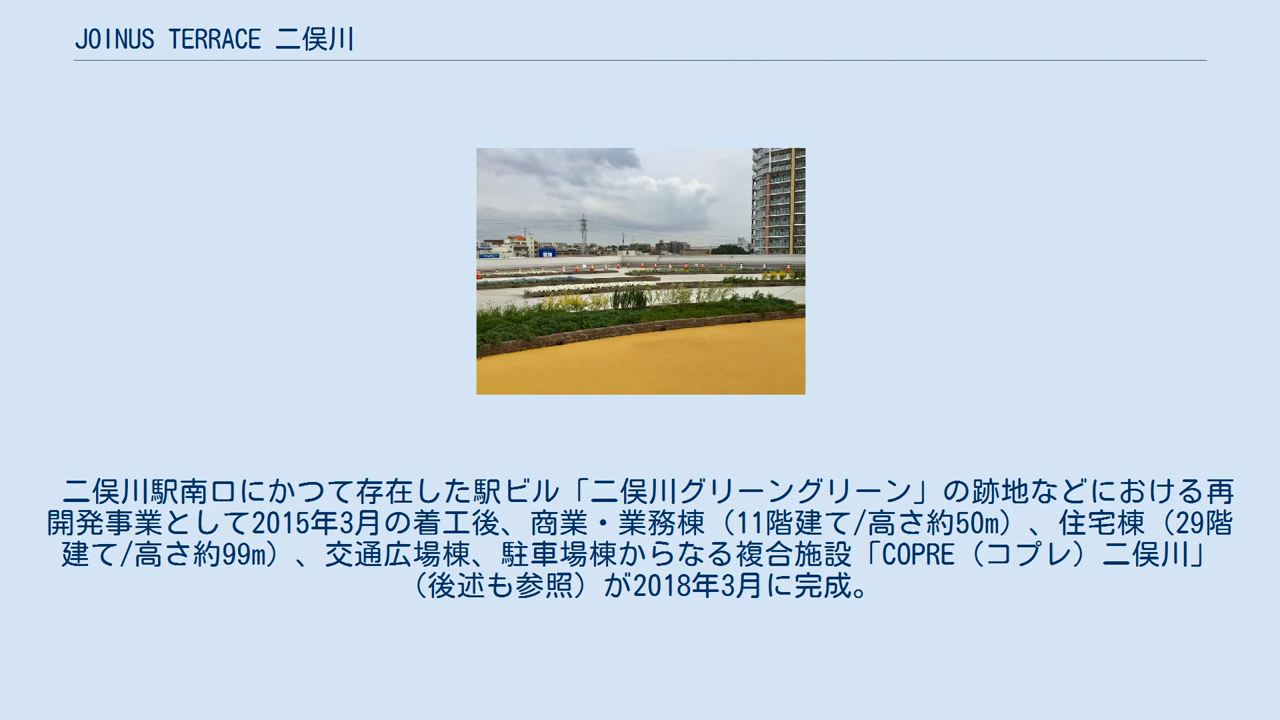 JOINUS TERRACE 二俣川
二俣川駅南口にかつて存在した駅ビル「二俣川グリーングリーン」の跡地などにおける再
開発事業として2015年3月の着工後、商業・業務棟（11階建て/高さ約50m）、住宅棟（29階
建て/高さ約99m）、交通広場棟、駐車場棟からなる複合施設「COPRE（コプレ）二俣川」
（後述も参照）が2018年3月に完成。